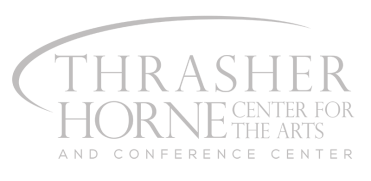 THRASHER
HORNE CENTER FOR THE ARTS
AND CONFERENCE CENTER